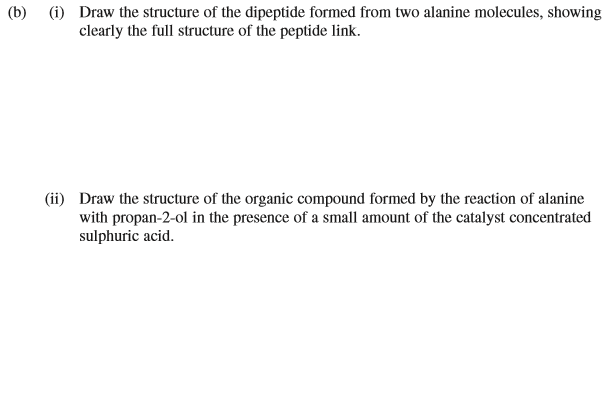 (b) (i) Draw the structure of the dipeptide formed from two alanine molecules, showing
clearly the full structure of the peptide link.
(ii) Draw the structure of the organic compound formed by the reaction of alanine
with propan-2-ol in the presence of a small amount of the catalyst concentrated
sulphuric acid.